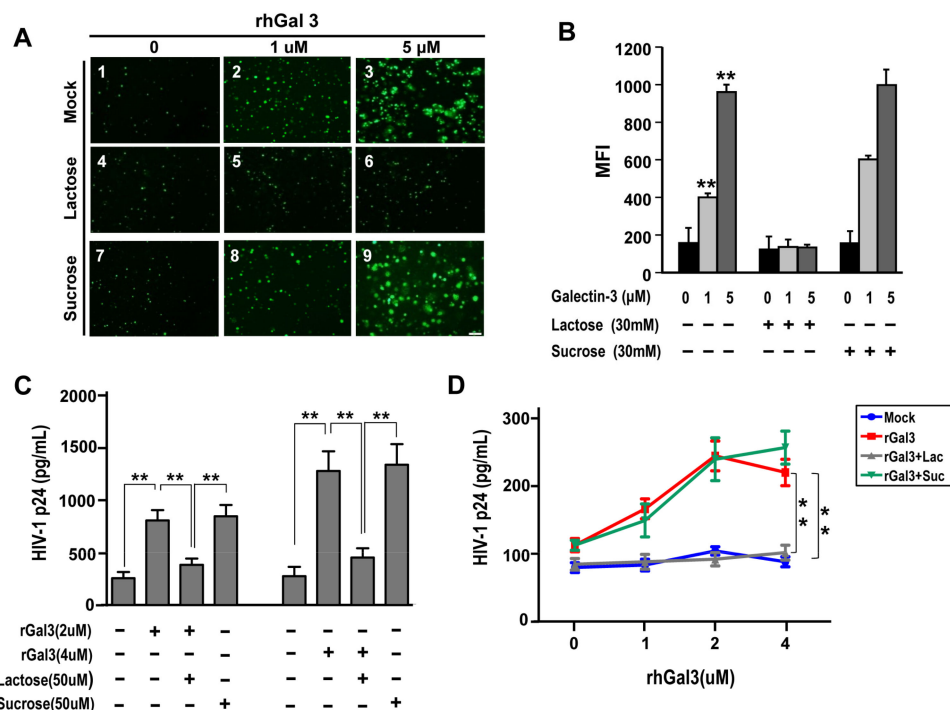 A
rhGal 3
0 1 uM 5 μM
Mock
Lactose
Sucrose
1 2 3
4 5 6
7 8 9
B
MFI
1200
1000
800
600
400
200
0
** **
Galectin-3 (μM) 0 1 5 0 1 5 0 1 5
Lactose (30mM) – – – + + + – – –
Sucrose (30mM) – – – – – – + + +
C
HIV-1 p24 (pg/mL)
2000
1500
1000
500
0
** ** ** ** ** **
rGal3(2uM) – + + – – – – –
rGal3(4uM) – – – – – + + –
Lactose(50uM) – – + – – – + –
Sucrose(50uM) – – – + – – – +
D
HIV-1 p24 (pg/mL)
300
200
100
0
0 1 2 4
rhGal3(uM)
Mock
rGal3
rGal3+Lac
rGal3+Suc
** **